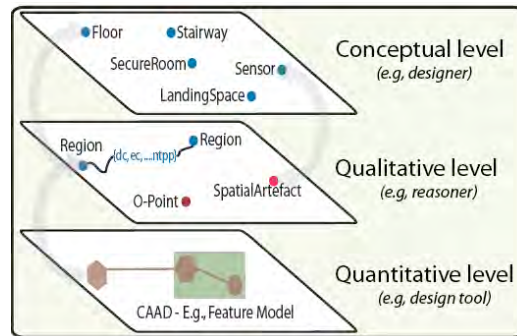 Floor
Stairway
SecureRoom
Sensor
LandingSpace
Conceptual level
(e.g, designer)
Region
{dc, ec, ....ntpp}
Region
SpatialArtefact
O-Point
Qualitative level
(e.g, reasoner)
CAAD - E.g., Feature Model
Quantitative level
(e.g, design tool)